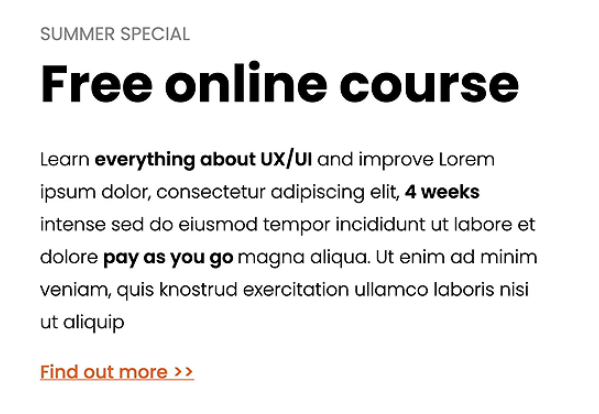 SUMMER SPECIAL
Free online course
Learn everything about UX/UI and improve Lorem
ipsum dolor, consectetur adipiscing elit, 4 weeks
intense sed do eiusmod tempor incididunt ut labore et
dolore pay as you go magna aliqua. Ut enim ad minim
veniam, quis knostrud exercitation ullamco laboris nisi
ut aliquip
Find out more >>